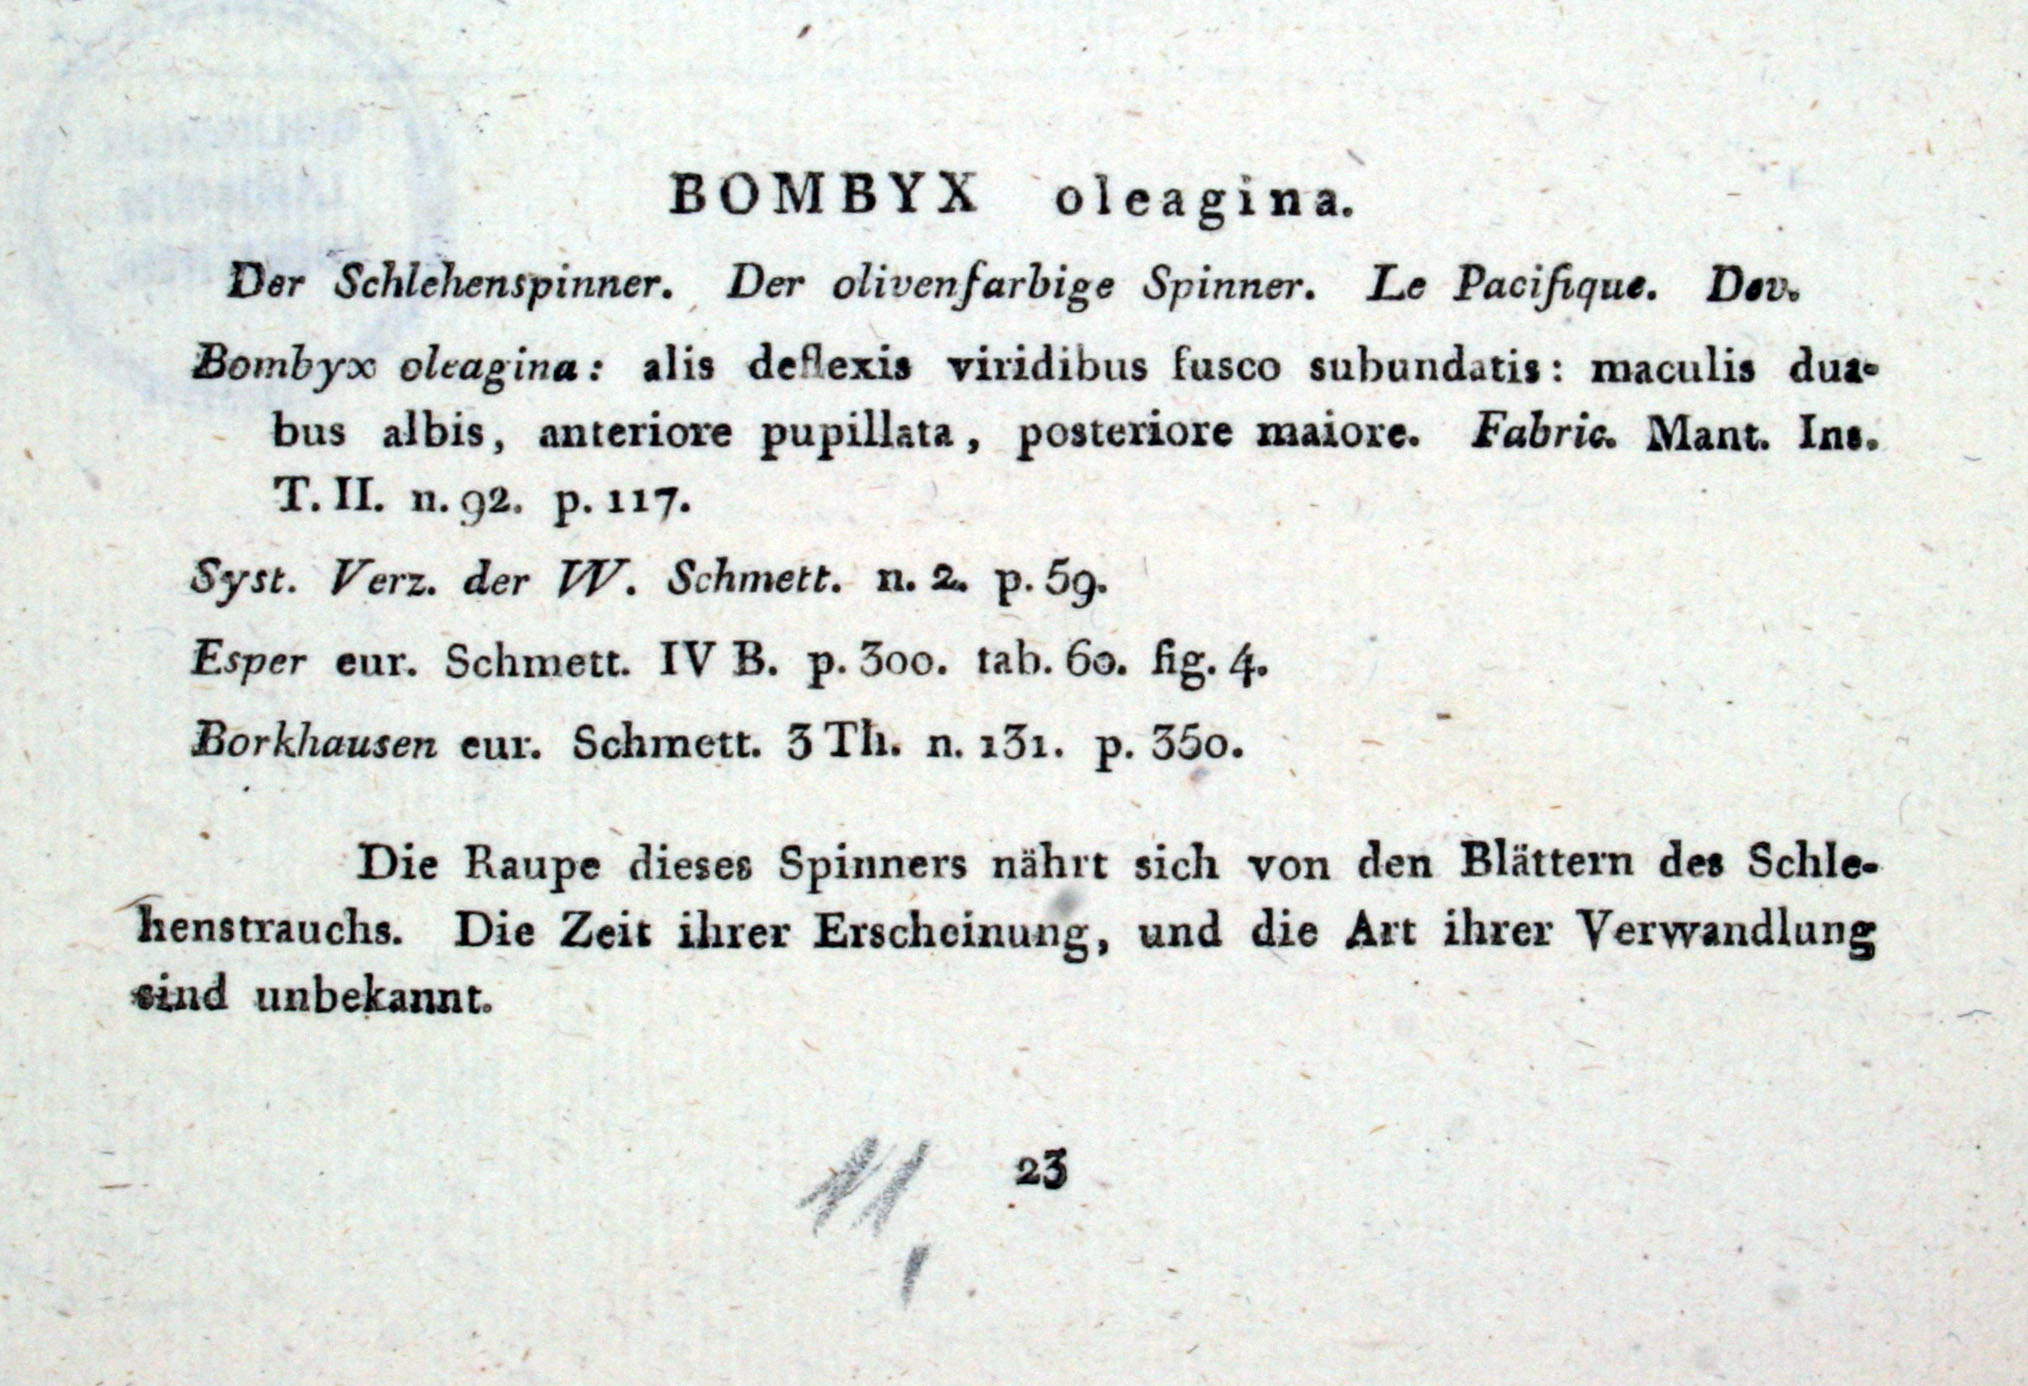 BOMBYX oleagina.
Der Schlehenspinner. Der olivenfarbige Spinner. Le Pacifique. Dev.
Bombyx oleagina: alis deflexis viridibus fusco subundatis: maculis dua-
bus albis, anteriore pupillata, posteriore maiore. Fabric. Mant. Ins.
T. II. n. 92. p. 117.
Syst. Verz. der W. Schmett. n. 2. p. 59.
Esper eur. Schmett. IV B. p. 300. tab. 60. fig. 4.
Borkhausen eur. Schmett. 3 Th. n. 131. p. 350.
Die Raupe dieses Spinners nährt sich von den Blättern des Schle-
henstrauchs. Die Zeit ihrer Erscheinung, und die Art ihrer Verwandlung
sind unbekannt.
23